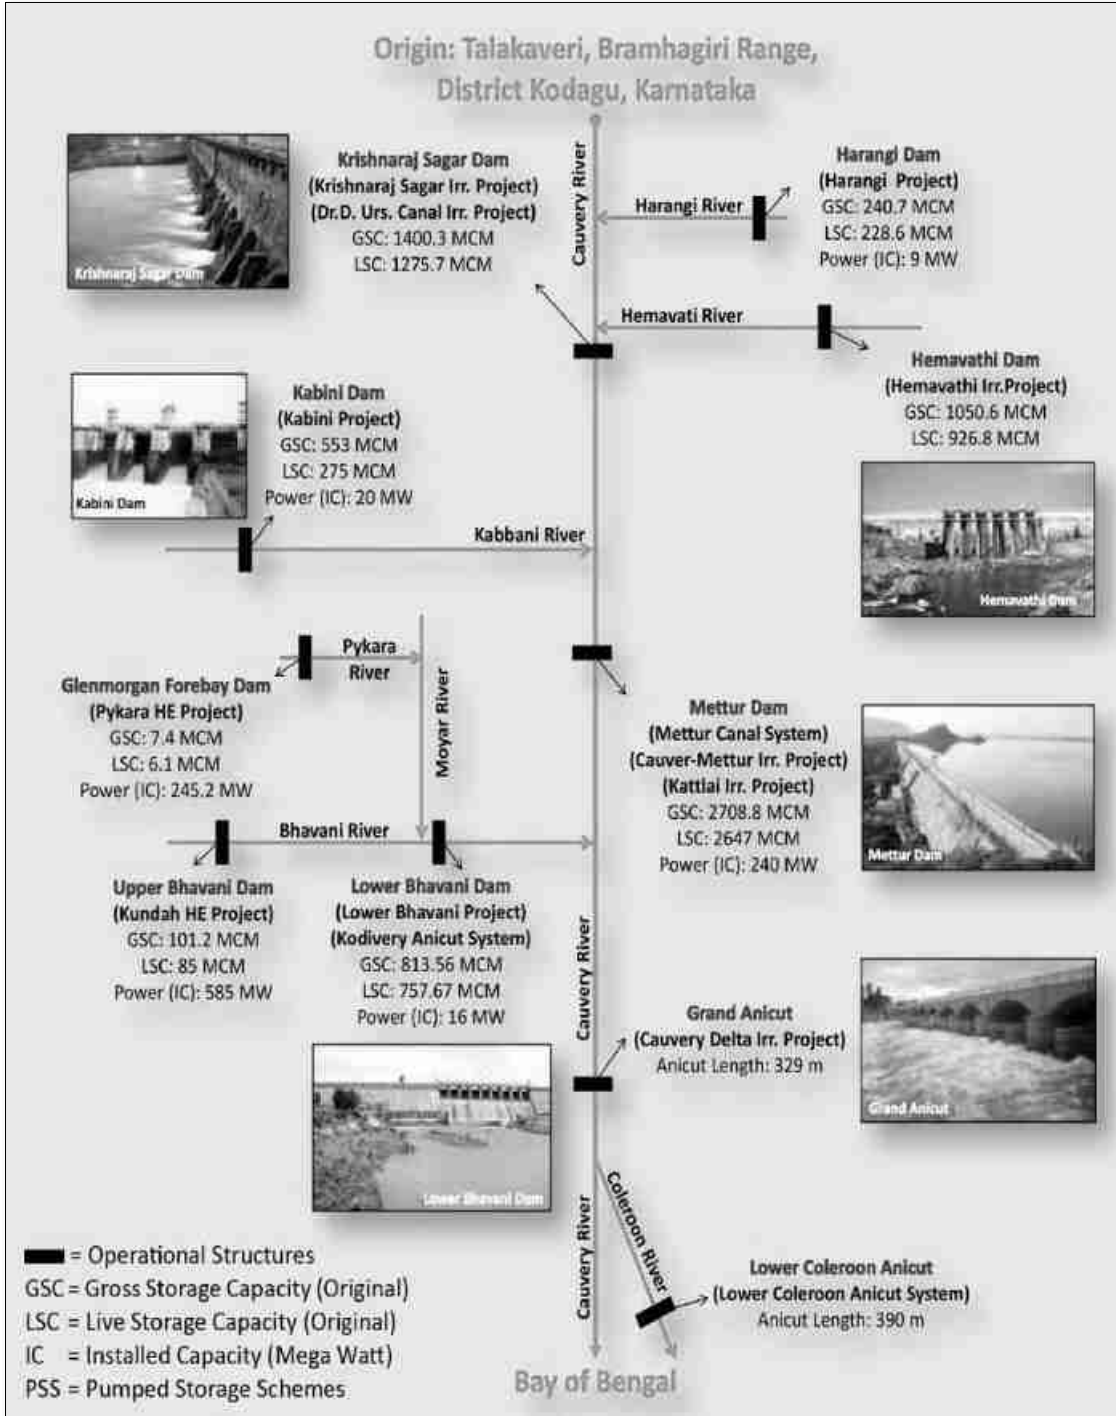 Origin: Talakaveri, Bramhagiri Range,
District Kodagu, Karnataka
Cauvery River
Krishnaraj Sagar Dam
Krishnaraj Sagar Dam
(Krishnaraj Sagar Irr. Project)
(Dr.D. Urs. Canal Irr. Project)
GSC: 1400.3 MCM
LSC: 1275.7 MCM
Harangi River
Harangi Dam
(Harangi Project)
GSC: 240.7 MCM
LSC: 228.6 MCM
Power (IC): 9 MW
Hemavati River
Hemavathi Dam
(Hemavathi Irr.Project)
GSC: 1050.6 MCM
LSC: 926.8 MCM
Hemavathi Dam
Kabini Dam
Kabini Dam
(Kabini Project)
GSC: 553 MCM
LSC: 275 MCM
Power (IC): 20 MW
Kabbani River
Pykara
River
Moyar River
Glenmorgan Forebay Dam
(Pykara HE Project)
GSC: 7.4 MCM
LSC: 6.1 MCM
Power (IC): 245.2 MW
Mettur Dam
(Mettur Canal System)
(Cauver-Mettur Irr. Project)
(Kattlai Irr. Project)
GSC: 2708.8 MCM
LSC: 2647 MCM
Power (IC): 240 MW
Mettur Dam
Bhavani River
Upper Bhavani Dam
(Kundah HE Project)
GSC: 101.2 MCM
LSC: 85 MCM
Power (IC): 585 MW
Lower Bhavani Dam
(Lower Bhavani Project)
(Kodivery Anicut System)
GSC: 813.56 MCM
LSC: 757.67 MCM
Power (IC): 16 MW
Lower Bhavani Dam
Cauvery River
Grand Anicut
(Cauvery Delta Irr. Project)
Anicut Length: 329 m
Grand Anicut
Cauvery River
Coleroon River
Lower Coleroon Anicut
(Lower Coleroon Anicut System)
Anicut Length: 390 m
Bay of Bengal
= Operational Structures
GSC = Gross Storage Capacity (Original)
LSC = Live Storage Capacity (Original)
IC = Installed Capacity (Mega Watt)
PSS = Pumped Storage Schemes